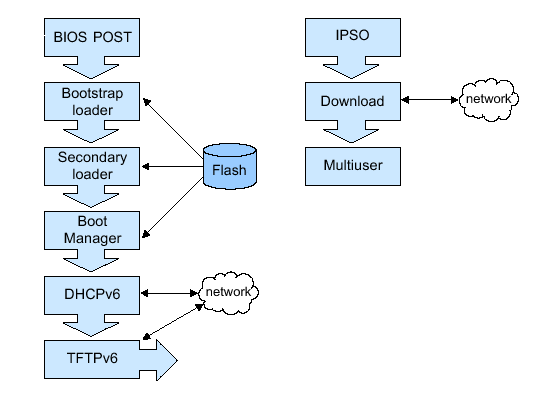 BIOS POST
Bootstrap
loader
Secondary
loader
Flash
Boot
Manager
DHCPv6
network
TFTPv6
IPSO
Download
network
Multiuser